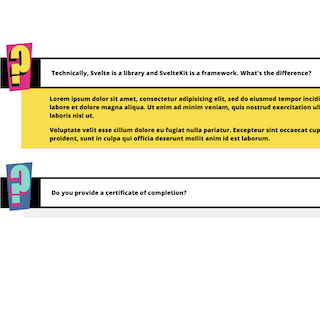 ?
Technically, Svelte is a library and SvelteKit is a framework. What's the difference?
Lorem ipsum dolor sit amet, consectetur adipisicing elit, sed do eiusmod tempor
labore et dolore magna aliqua. Ut enim ad minim veniam, quis nostrud exercitation
laboris nisi ut.
Voluptate velit esse cillum dolore eu fugiat nulla pariatur. Excepteur sint occaecat
proident, sunt in culpa qui officia deserunt mollit anim id est laborum.
?
Do you provide a certificate of completion?